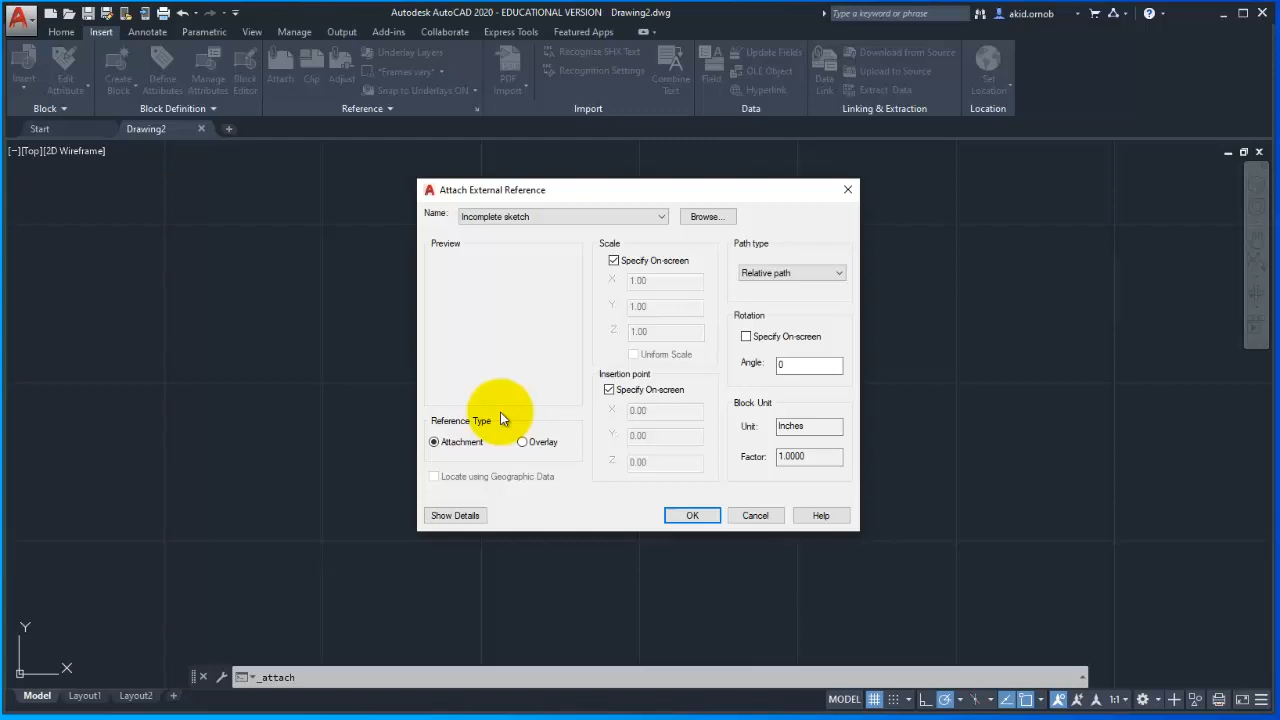 Autodesk AutoCAD 2020 - EDUCATIONAL VERSION Drawing2.dwg
Type a keyword or phrase
akid.ornob
Home Insert Annotate Parametric View Manage Output Add-ins Collaborate Express Tools Featured Apps
Insert
Edit Attribute
Create Block
Define Attributes
Manage Attributes
Block Editor
Attach
Clip
Adjust
Underlay Layers
*Frames vary*
Snap to Underlays ON
PDF Import
Recognize SHX Text
Recognition Settings
Combine Text
Field
Update Fields
OLE Object
Hyperlink
Data Link
Download from Source
Upload to Source
Extract Data
Set Location
Block
Block Definition
Reference
Import
Data
Linking & Extraction
Location
Start
Drawing2
[−][Top][2D Wireframe]
Attach External Reference
Name: Incomplete sketch Browse...
Preview
Scale
Specify On-screen
X 1.00
Y 1.00
Z 1.00
Uniform Scale
Path type
Relative path
Rotation
Specify On-screen
Angle: 0
Insertion point
Specify On-screen
X 0.00
Y: 0.00
Z 0.00
Block Unit
Unit: Inches
Factor: 1.0000
Reference Type
Attachment Overlay
Locate using Geographic Data
Show Details OK Cancel Help
Y
X
_attach
Model Layout1 Layout2 +
MODEL 1:1